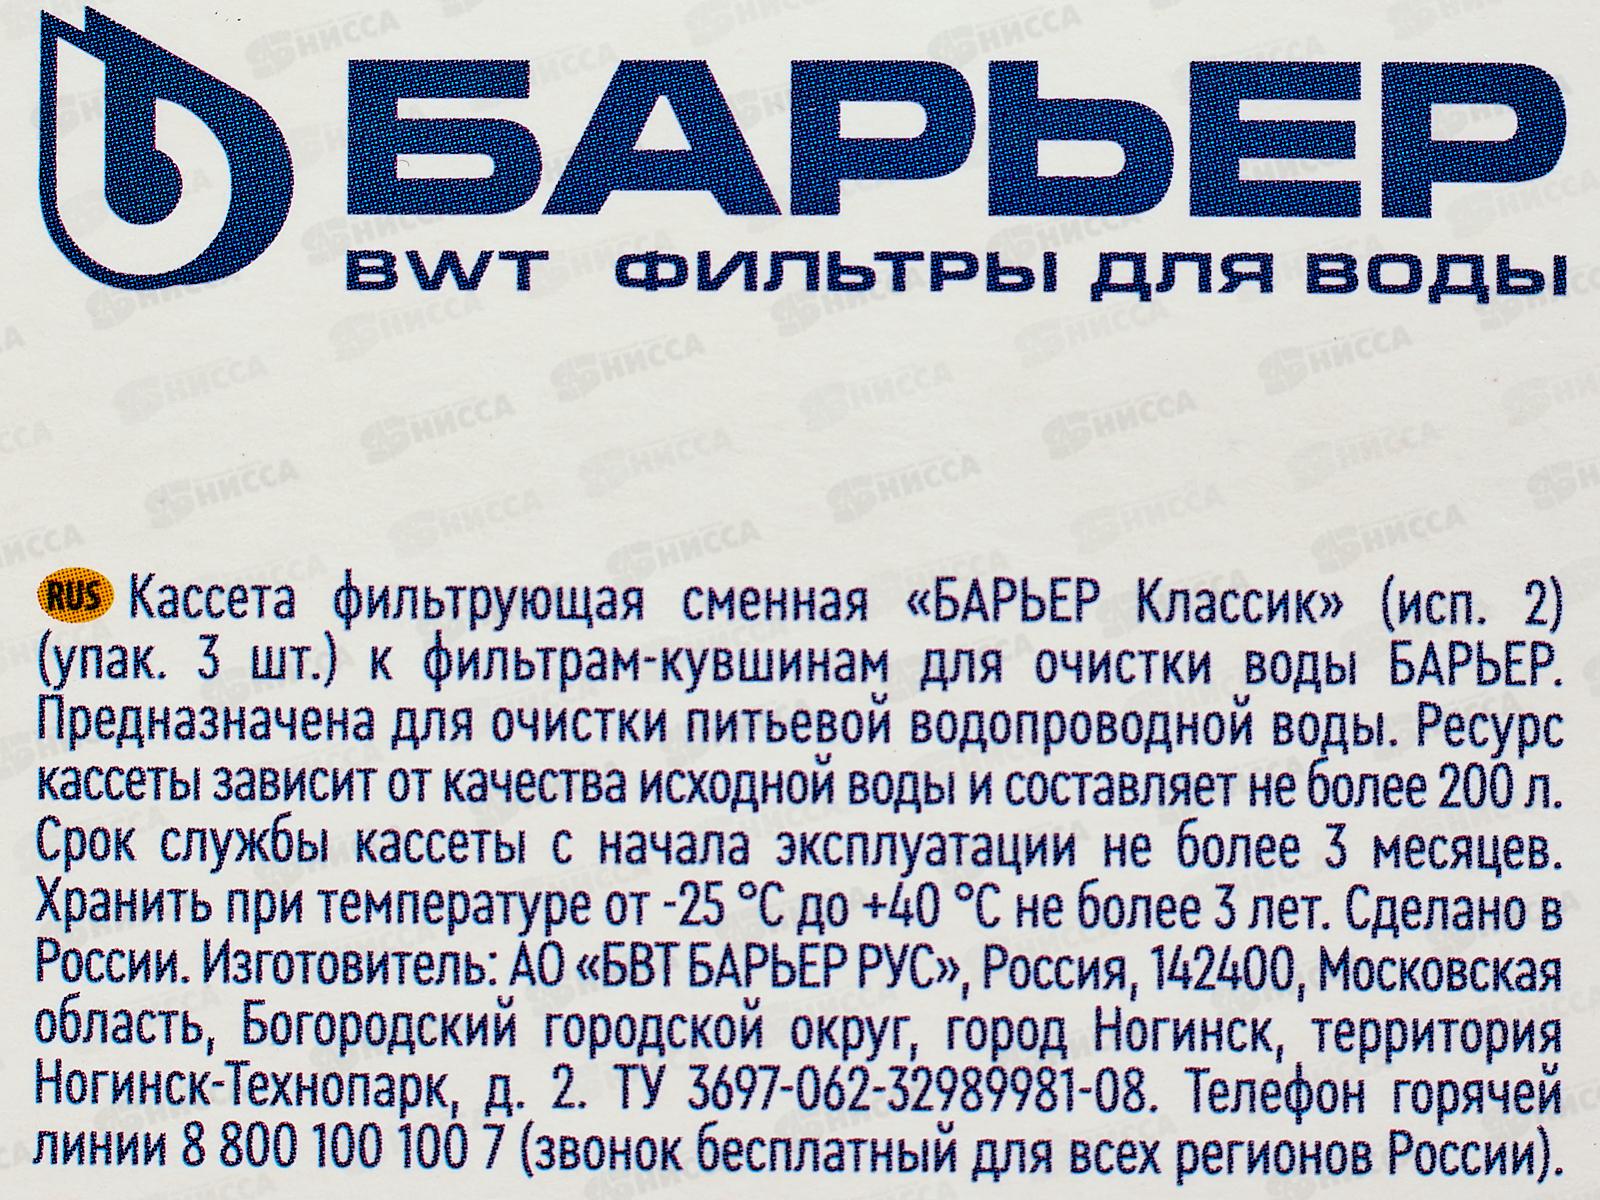 БАРЬЕР
BWT ФИЛЬТРЫ ДЛЯ ВОДЫ
RUS Кассета фильтрующая сменная «БАРЬЕР Классик» (исп. 2)
(упак. 3 шт.) к фильтрам-кувшинам для очистки воды БАРЬЕР.
Предназначена для очистки питьевой водопроводной воды. Ресурс
кассеты зависит от качества исходной воды и составляет не более 200 л.
Срок службы кассеты с начала эксплуатации не более 3 месяцев.
Хранить при температуре от -25 °С до +40 °С не более 3 лет. Сделано в
России. Изготовитель: АО «БВТ БАРЬЕР РУС», Россия, 142400, Московская
область, Богородский городской округ, город Ногинск, территория
Ногинск-Технопарк, д. 2. ТУ 3697-062-32989981-08. Телефон горячей
линии 8 800 100 100 7 (звонок бесплатный для всех регионов России).